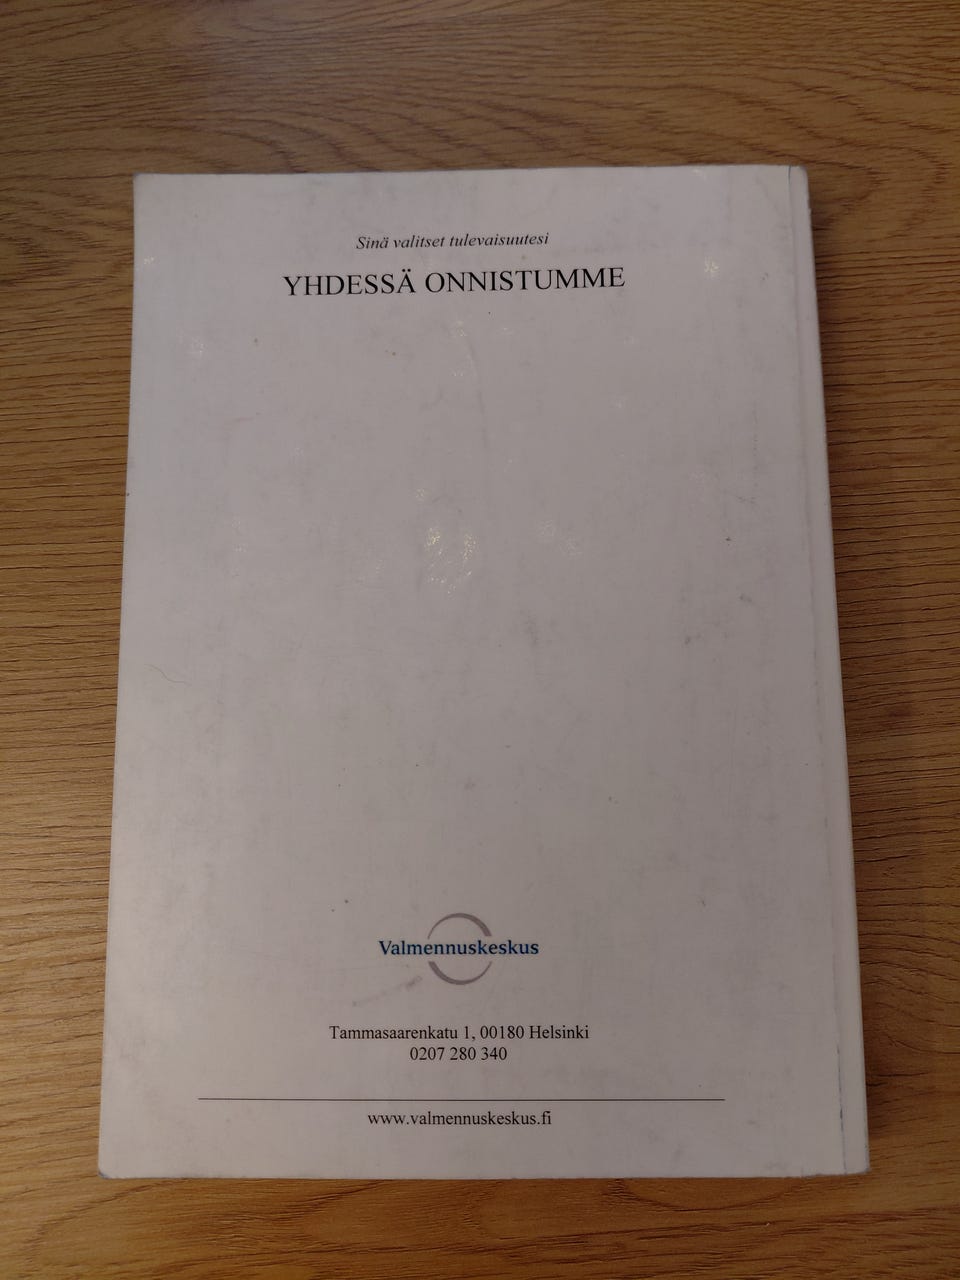 Sinä valitset tulevaisuutesi
YHDESSÄ ONNISTUMME
Valmennuskeskus
Tammasaarenkatu 1, 00180 Helsinki
0207 280 340
www.valmennuskeskus.fi